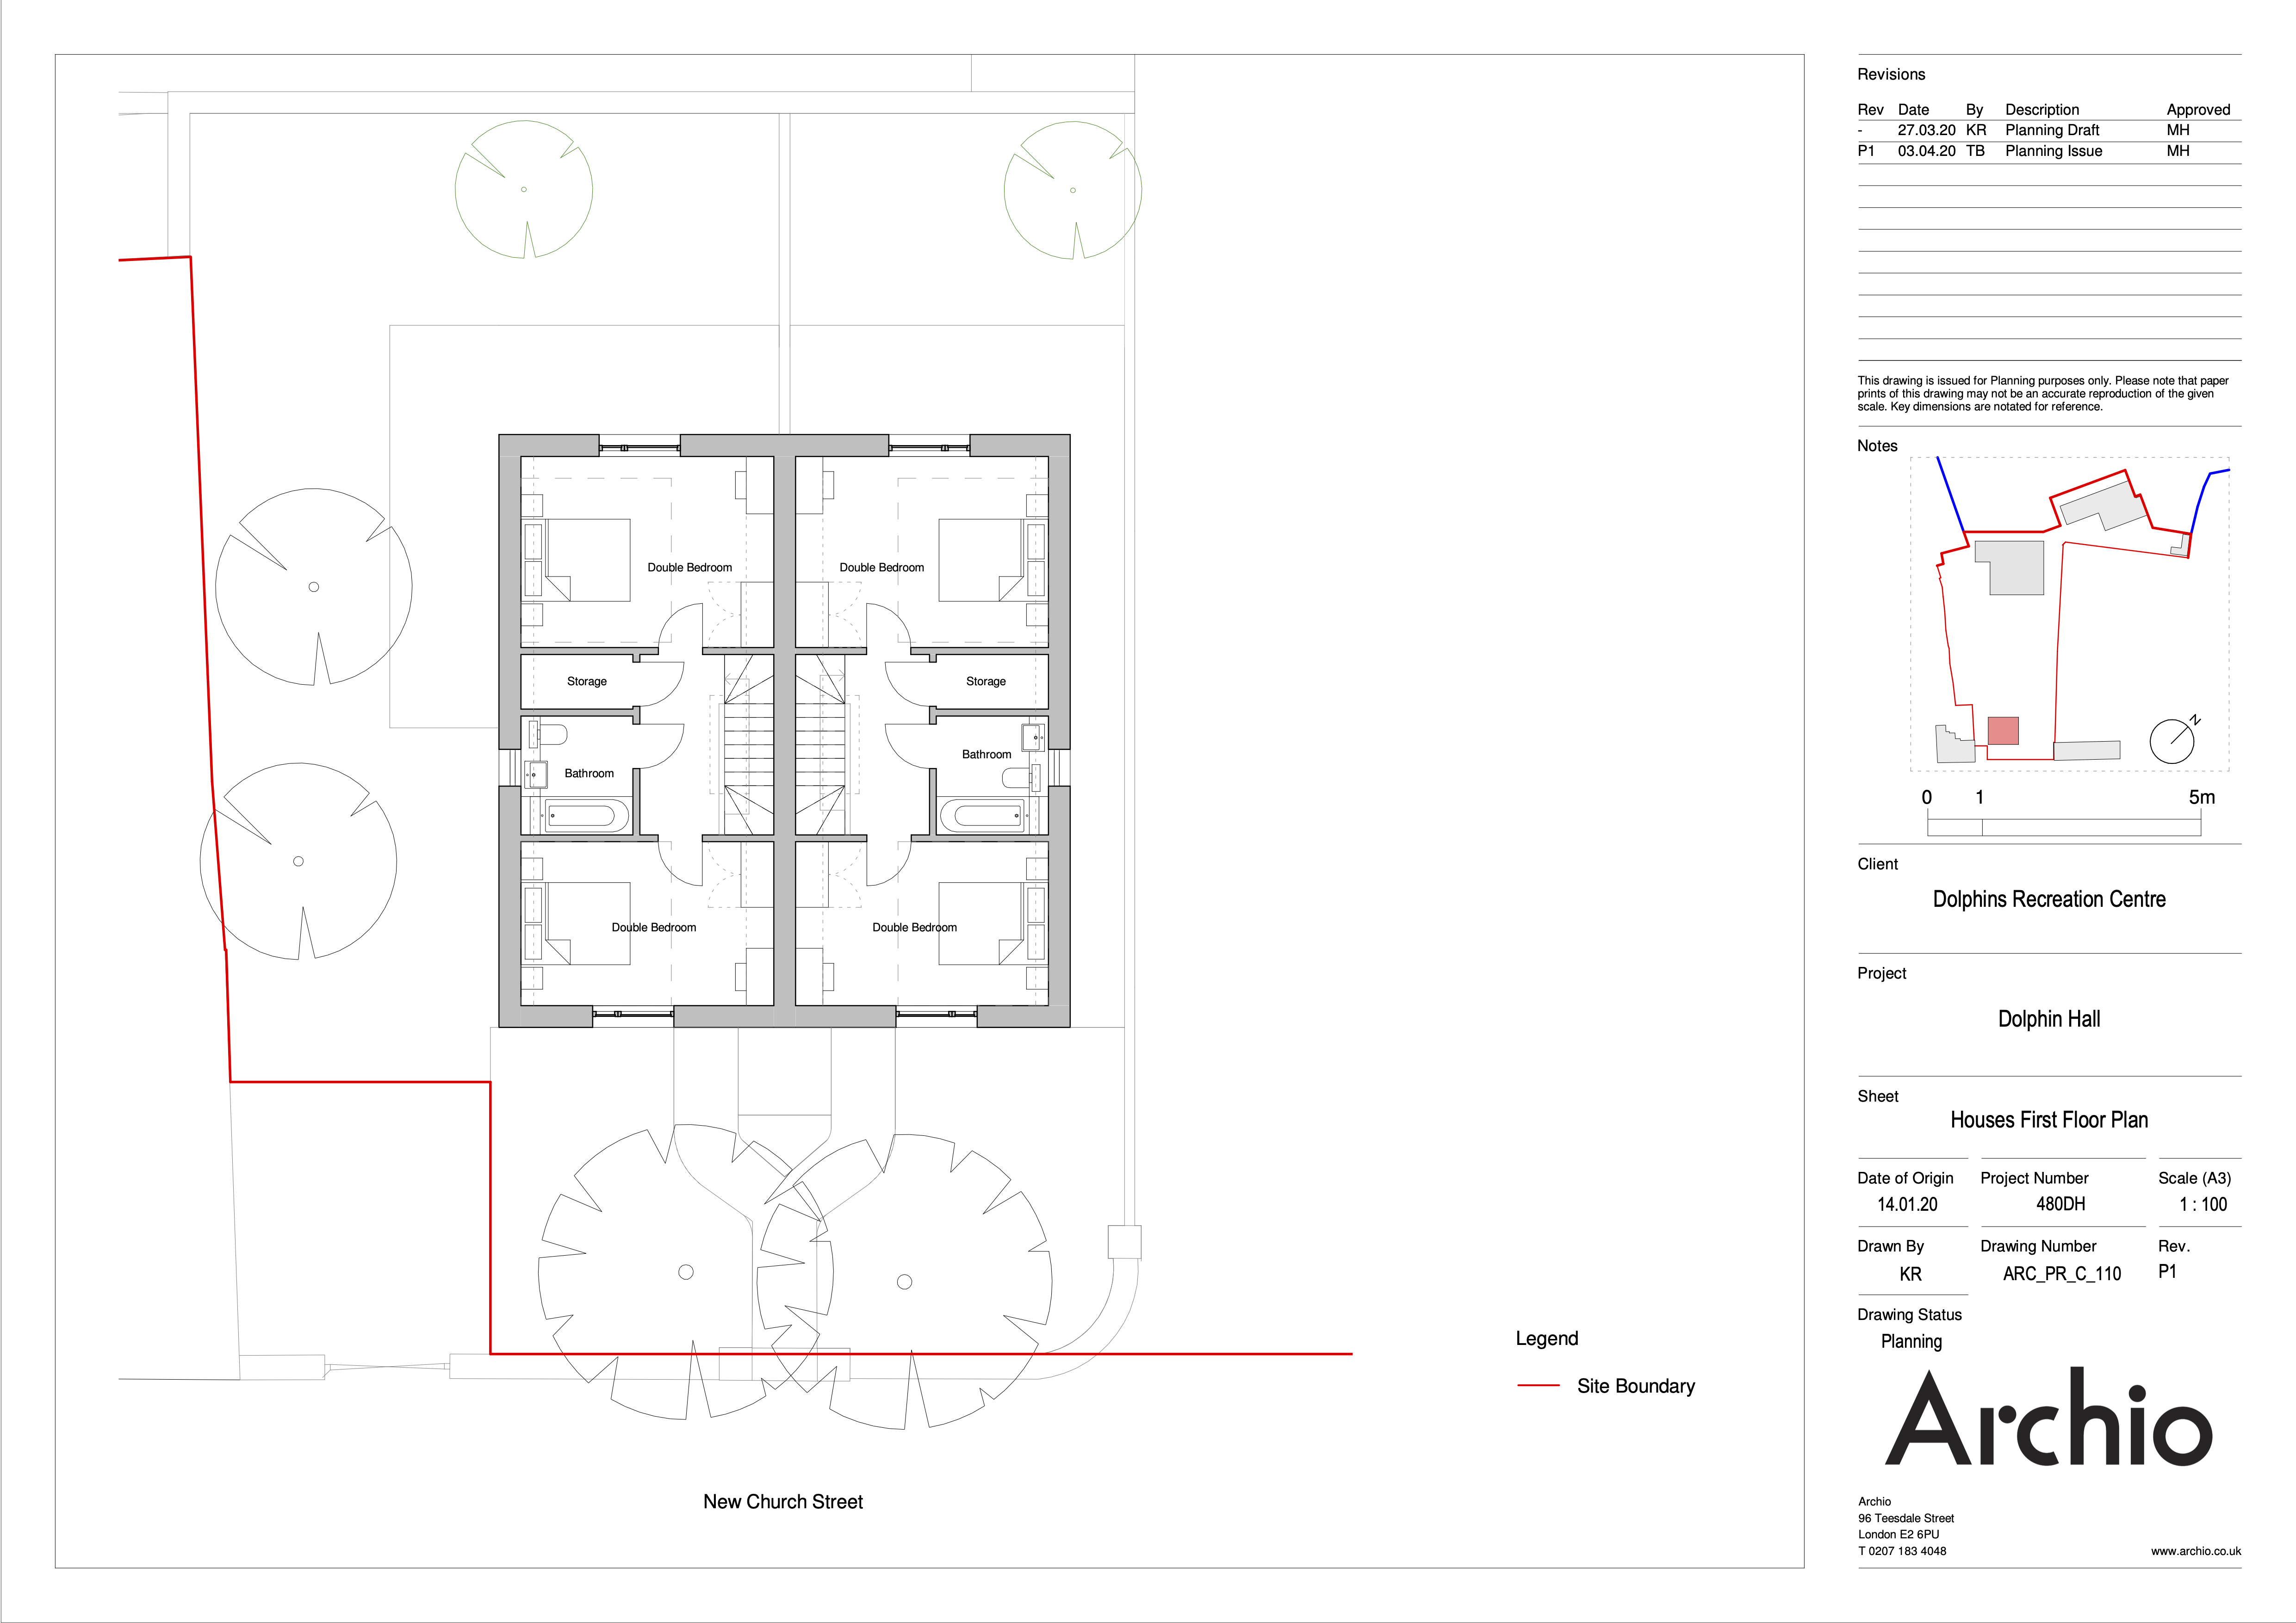 Double Bedroom
Double Bedroom
Storage
Storage
Bathroom
Bathroom
Double Bedroom
Double Bedroom
New Church Street
Legend
Site Boundary
Revisions
Rev Date By Description Approved
- 27.03.20 KR Planning Draft MH
P1 03.04.20 TB Planning Issue MH
This drawing is issued for Planning purposes only. Please note that paper
prints of this drawing may not be an accurate reproduction of the given
scale. Key dimensions are notated for reference.
Notes
N
0 1 5m
Client
Dolphins Recreation Centre
Project
Dolphin Hall
Sheet
Houses First Floor Plan
Date of Origin Project Number Scale (A3)
14.01.20 480DH 1 : 100
Drawn By Drawing Number Rev.
KR ARC_PR_C_110 P1
Drawing Status
Planning
Archio
Archio
96 Teesdale Street
London E2 6PU
T 0207 183 4048 www.archio.co.uk